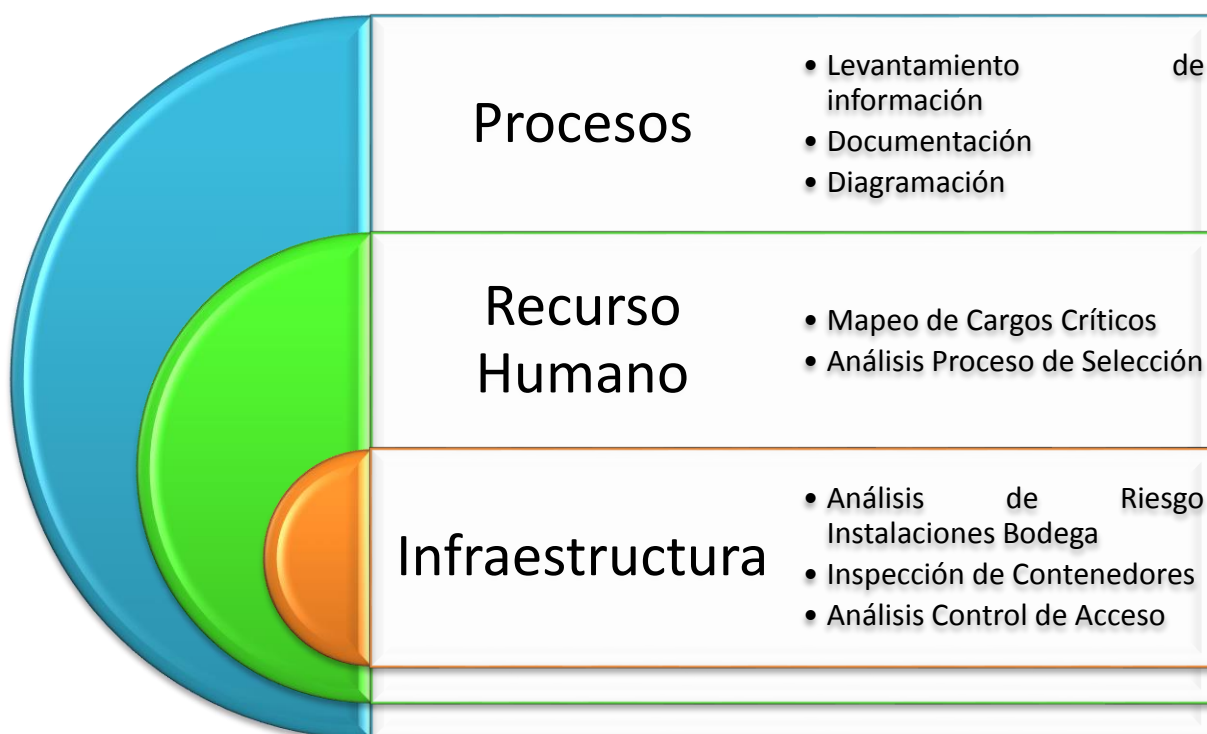 Procesos
• Levantamiento de
información
• Documentación
• Diagramación
Recurso
Humano
• Mapeo de Cargos Críticos
• Análisis Proceso de Selección
Infraestructura
• Análisis de Riesgo
Instalaciones Bodega
• Inspección de Contenedores
• Análisis Control de Acceso